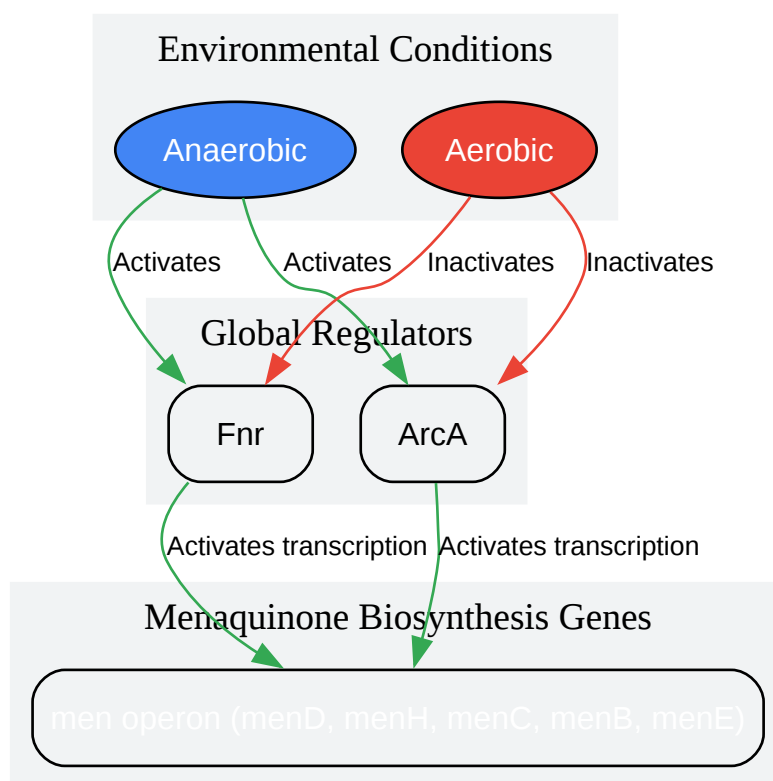 Environmental Conditions
Anaerobic
Aerobic
Activates
Activates
Inactivates
Inactivates
Global Regulators
Fnr
ArcA
Activates transcription
Activates transcription
Menaquinone Biosynthesis Genes
men operon (menD, menH, menC, menB, menE)